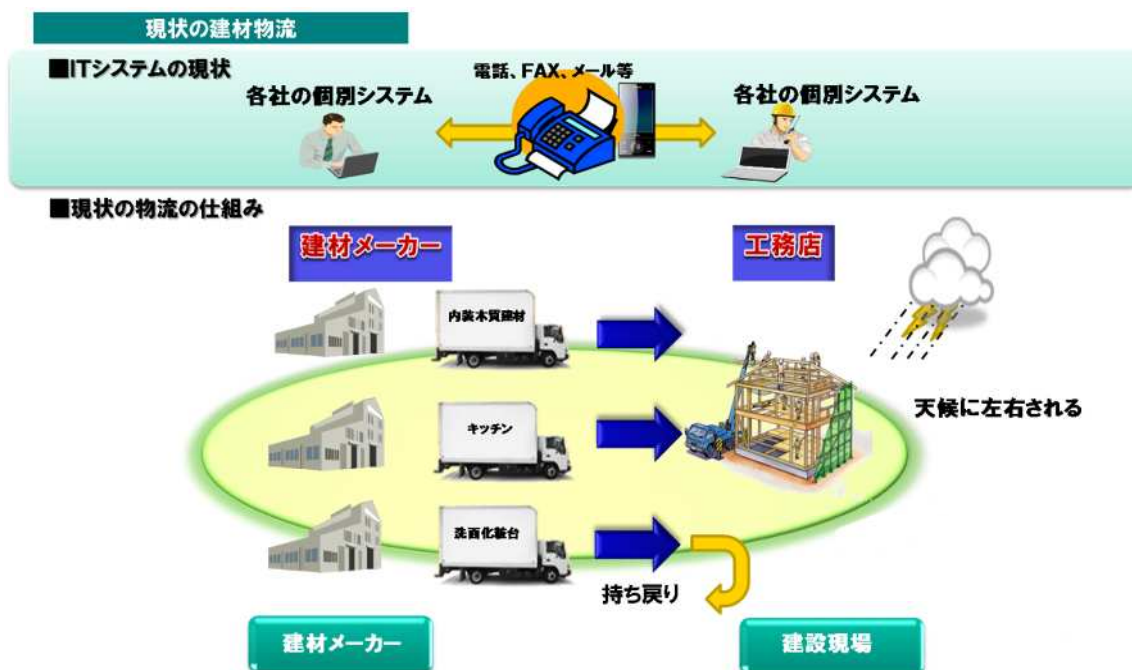 現状の建材物流
■ITシステムの現状
電話、FAX、メール等
各社の個別システム
各社の個別システム
■現状の物流の仕組み
建材メーカー
工務店
内装木質建材
天候に左右される
キッチン
洗面化粧台
持ち戻り
建材メーカー
建設現場